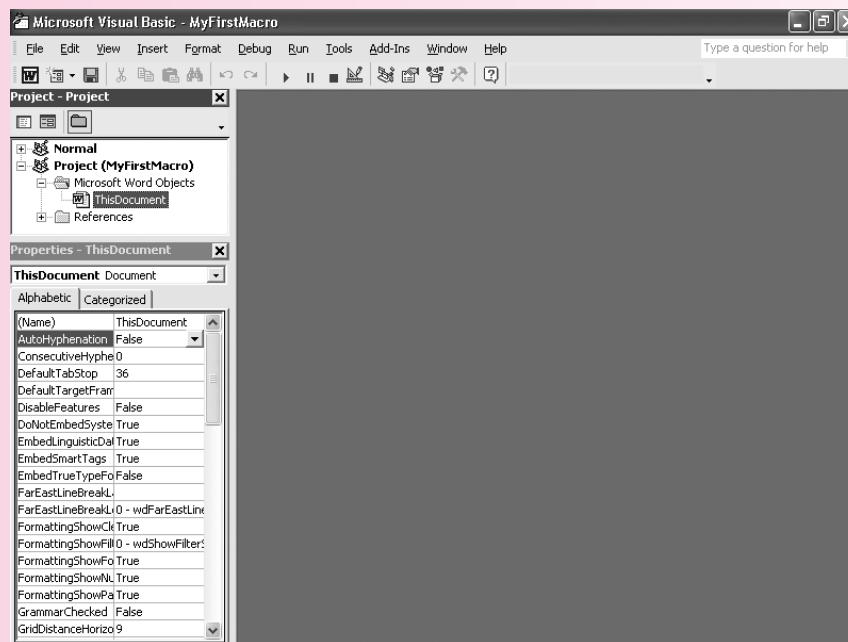 Microsoft Visual Basic - MyFirstMacro
File Edit View Insert Format Debug Run Tools Add-Ins Window Help Type a question for help
Project - Project
Normal
Project (MyFirstMacro)
Microsoft Word Objects
ThisDocument
References
Properties - ThisDocument
ThisDocument Document
Alphabetic Categorized
(Name) ThisDocument
AutoHyphenation False
ConsecutiveHyphe 0
DefaultTabStop 36
DefaultTargetFram
DisableFeatures False
DoNotEmbedSyste True
EmbedLinguisticDat True
EmbedSmartTags True
EmbedTrueTypeFo False
FarEastLineBreakL
FarEastLineBreakL 0 - wdFarEastLine
FormattingShowCle True
FormattingShowFil 0 - wdShowFilterS
FormattingShowFo True
FormattingShowNu True
FormattingShowPa True
GrammarChecked False
GridDistanceHorizo 9